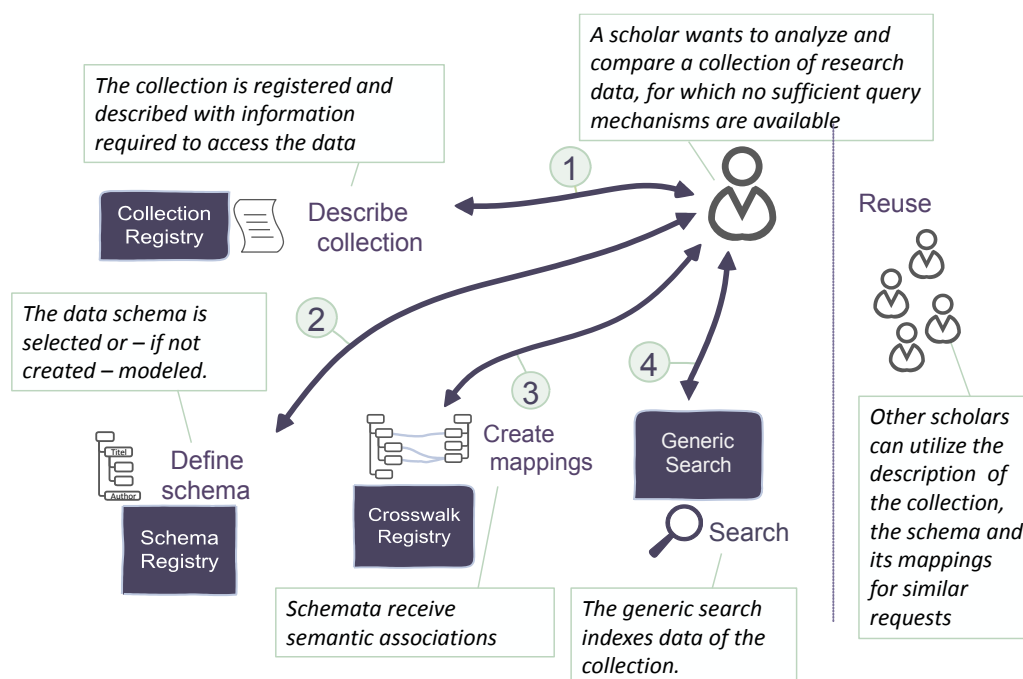 A scholar wants to analyze and
compare a collection of research
data, for which no sufficient query
mechanisms are available
The collection is registered and
described with information
required to access the data
1
Collection
Registry
Describe
collection
Reuse
The data schema is
selected or – if not
created – modeled.
2
3
4
Titel
Author
Define
schema
Schema
Registry
Create
mappings
Crosswalk
Registry
Generic
Search
Search
Other scholars
can utilize the
description of
the collection,
the schema and
its mappings
for similar
requests
Schemata receive
semantic associations
The generic search
indexes data of the
collection.